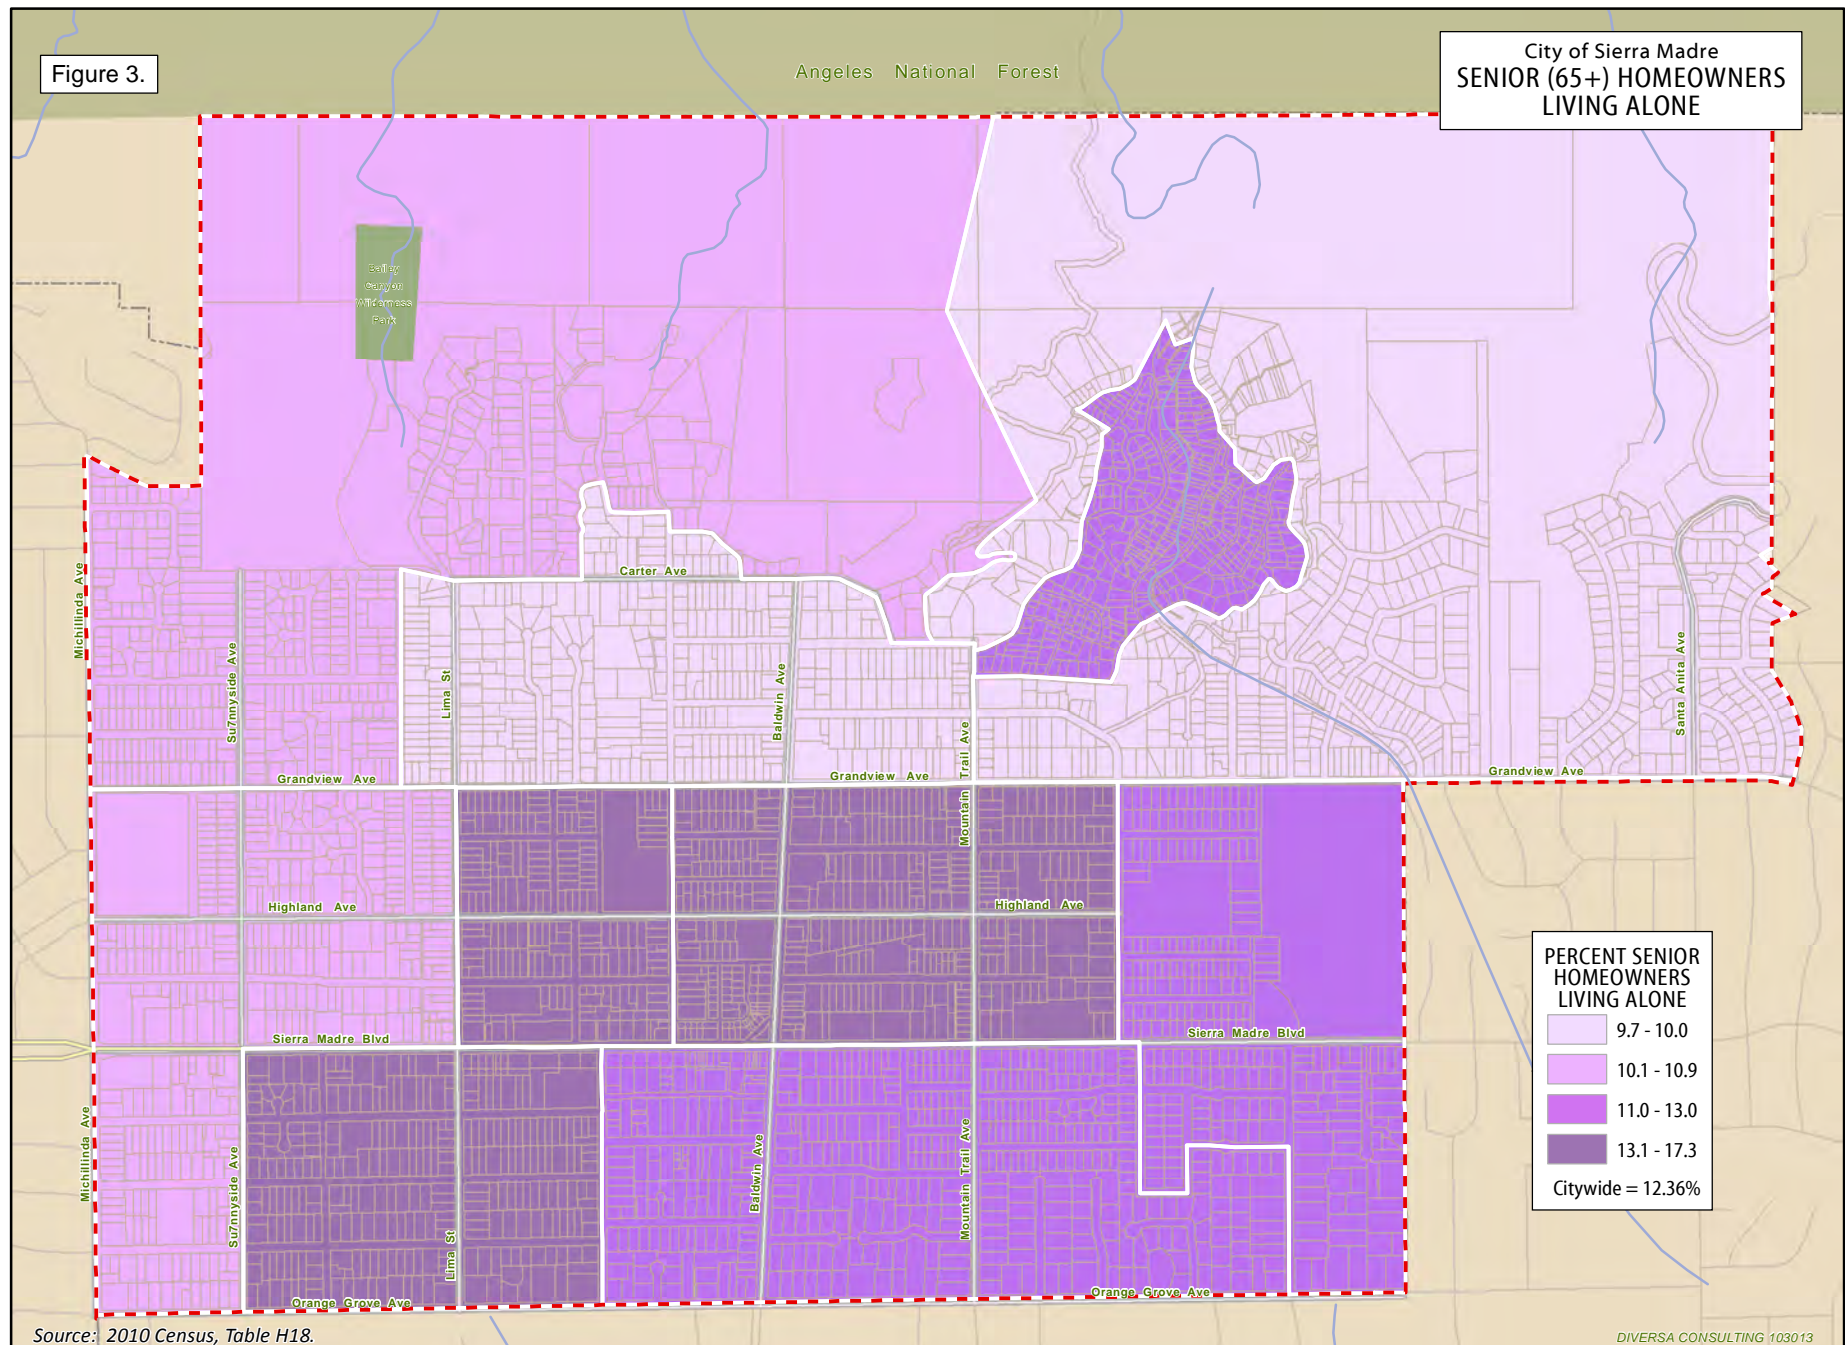 Figure 3.
Angeles National Forest
City of Sierra Madre
SENIOR (65+) HOMEOWNERS
LIVING ALONE
Bailey
Canyon
Wilderness
Park
Carter Ave
Michillinda Ave
Su7nnyside Ave
Lima St
Baldwin Ave
Mountain Trail Ave
Santa Anita Ave
Grandview Ave
Grandview Ave
Grandview Ave
Highland Ave
Highland Ave
Sierra Madre Blvd
Sierra Madre Blvd
PERCENT SENIOR
HOMEOWNERS
LIVING ALONE
9.7 - 10.0
10.1 - 10.9
11.0 - 13.0
13.1 - 17.3
Citywide = 12.36%
Michillinda Ave
Su7nnyside Ave
Lima St
Baldwin Ave
Mountain Trail Ave
Orange Grove Ave
Orange Grove Ave
Source: 2010 Census, Table H18.
DIVERSA CONSULTING 103013